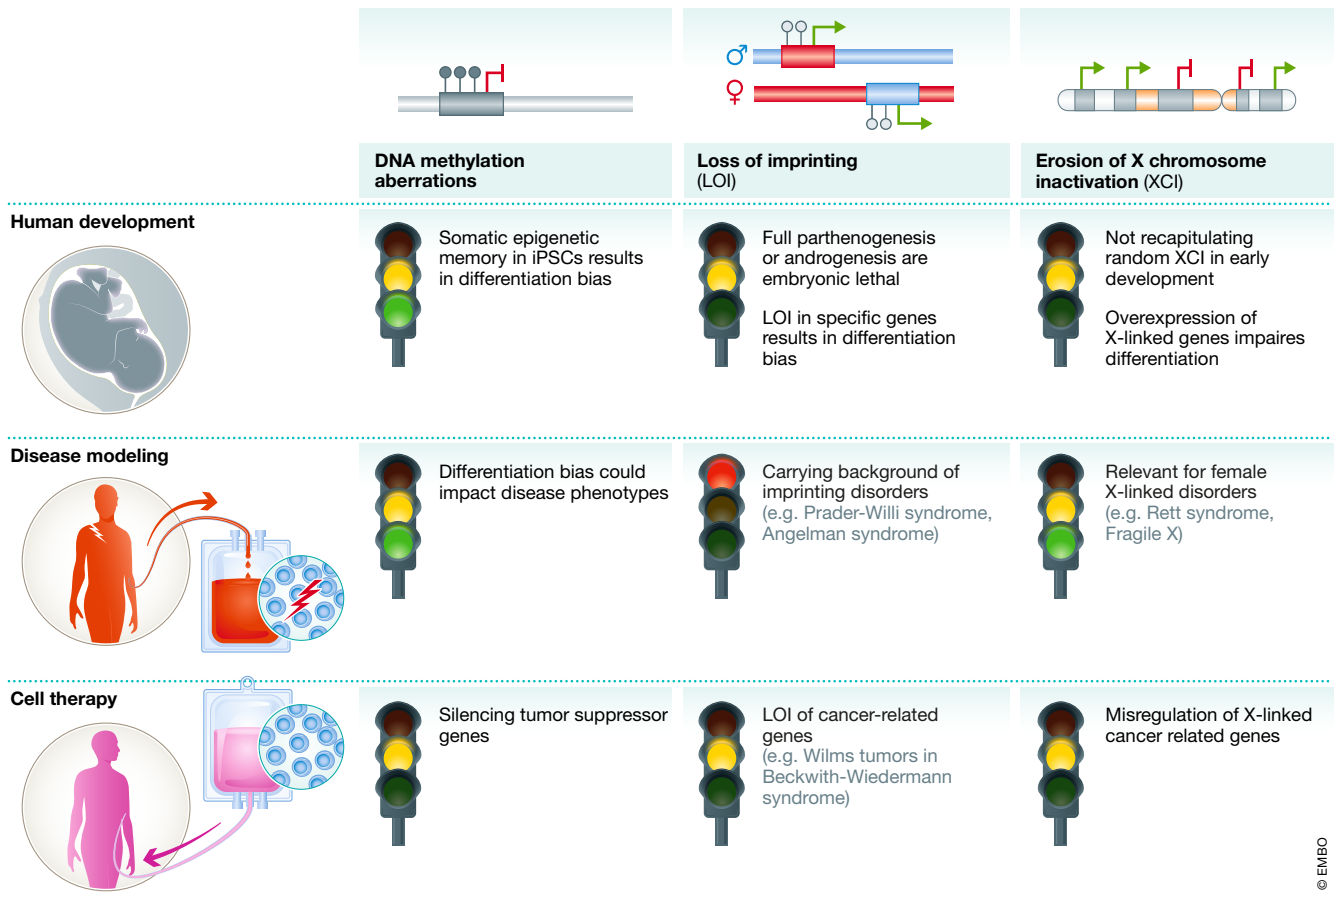 DNA methylation
aberrations
Loss of imprinting
(LOI)
Erosion of X chromosome
inactivation (XCI)
Human development
Somatic epigenetic
memory in iPSCs results
in differentiation bias
Full parthenogenesis
or androgenesis are
embryonic lethal
LOI in specific genes
results in differentiation
bias
Not recapitulating
random XCI in early
development
Overexpression of
X-linked genes impaires
differentiation
Disease modeling
Differentiation bias could
impact disease phenotypes
Carrying background of
imprinting disorders
(e.g. Prader-Willi syndrome,
Angelman syndrome)
Relevant for female
X-linked disorders
(e.g. Rett syndrome,
Fragile X)
Cell therapy
Silencing tumor suppressor
genes
LOI of cancer-related
genes
(e.g. Wilms tumors in
Beckwith-Wiedermann
syndrome)
Misregulation of X-linked
cancer related genes
© EMBO